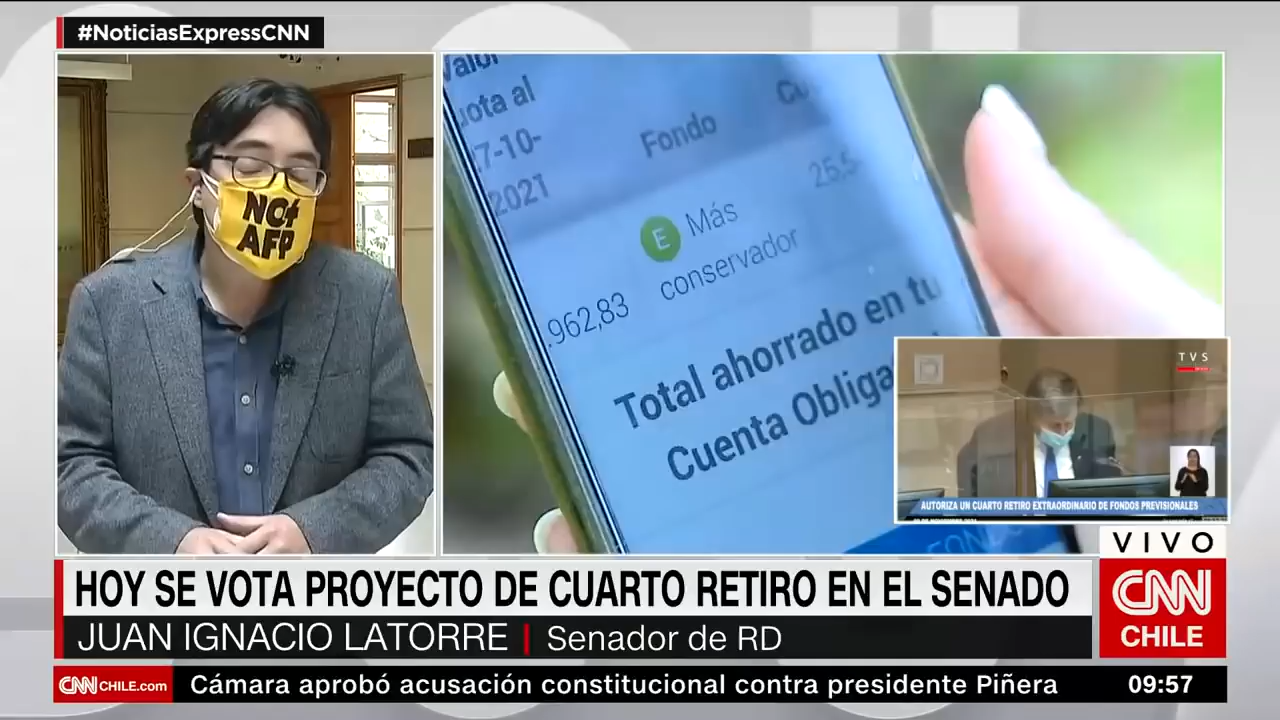 #NoticiasExpressCNN
NO+
AFP
Valor
cuota al
17-10-
2021
Fondo
E Más
conservador
25,5
.962,83
Total ahorrado en tu
Cuenta
TVS
AUTORIZA UN CUARTO RETIRO EXTRAORDINARIO DE FONDOS PREVISIONALES
VIVO
CNN
CHILE
HOY SE VOTA PROYECTO DE CUARTO RETIRO EN EL SENADO
JUAN IGNACIO LATORRE | Senador de RD
CNNCHILE.com Cámara aprobó acusación constitucional contra presidente Piñera 09:57